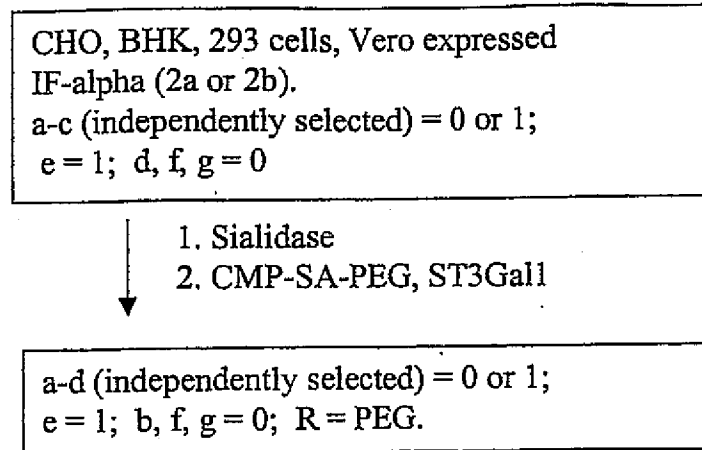 CHO, BHK, 293 cells, Vero expressed
IF-alpha (2a or 2b).
a-c (independently selected) = 0 or 1;
e = 1; d, f, g = 0
1. Sialidase
2. CMP-SA-PEG, ST3Gal1
a-d (independently selected) = 0 or 1;
e = 1; b, f, g = 0; R = PEG.